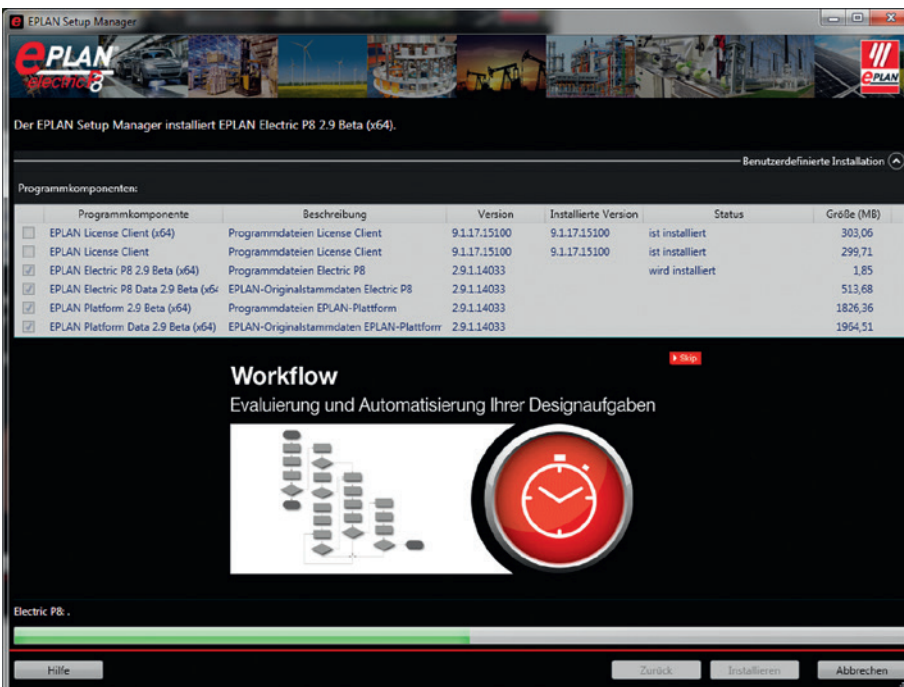 EPLAN Setup Manager
ePLAN
electric P8
ePLAN
Der EPLAN Setup Manager installiert EPLAN Electric P8 2.9 Beta (x64).
Benutzerdefinierte Installation
Programmkomponenten:
Programmkomponente Beschreibung Version Installierte Version Status Größe (MB)
EPLAN License Client (x64) Programmdateien License Client 9.1.17.15100 9.1.17.15100 ist installiert 303,06
EPLAN License Client Programmdateien License Client 9.1.17.15100 9.1.17.15100 ist installiert 299,71
EPLAN Electric P8 2.9 Beta (x64) Programmdateien Electric P8 2.9.1.14033 wird installiert 1,85
EPLAN Electric P8 Data 2.9 Beta (x64 EPLAN-Originalstammdaten Electric P8 2.9.1.14033 513,68
EPLAN Platform 2.9 Beta (x64) Programmdateien EPLAN-Plattform 2.9.1.14033 1826,36
EPLAN Platform Data 2.9 Beta (x64) EPLAN-Originalstammdaten EPLAN-Plattform 2.9.1.14033 1964,51
Skip
Workflow
Evaluierung und Automatisierung Ihrer Designaufgaben
Electric P8: .
Hilfe Zurück Installieren Abbrechen